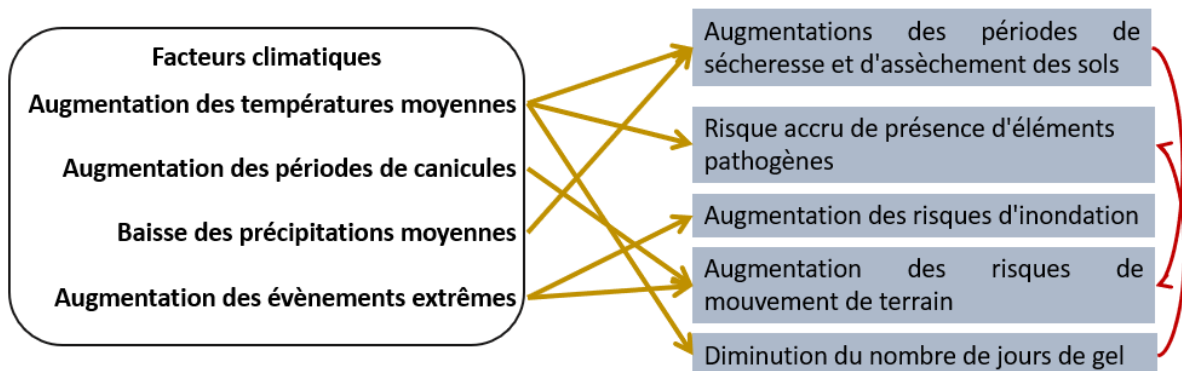 Facteurs climatiques
Augmentation des températures moyennes
Augmentation des périodes de canicules
Baisse des précipitations moyennes
Augmentation des évènements extrêmes
Augmentations des périodes de
sécheresse et d'assèchement des sols
Risque accru de présence d'éléments
pathogènes
Augmentation des risques d'inondation
Augmentation des risques de
mouvement de terrain
Diminution du nombre de jours de gel